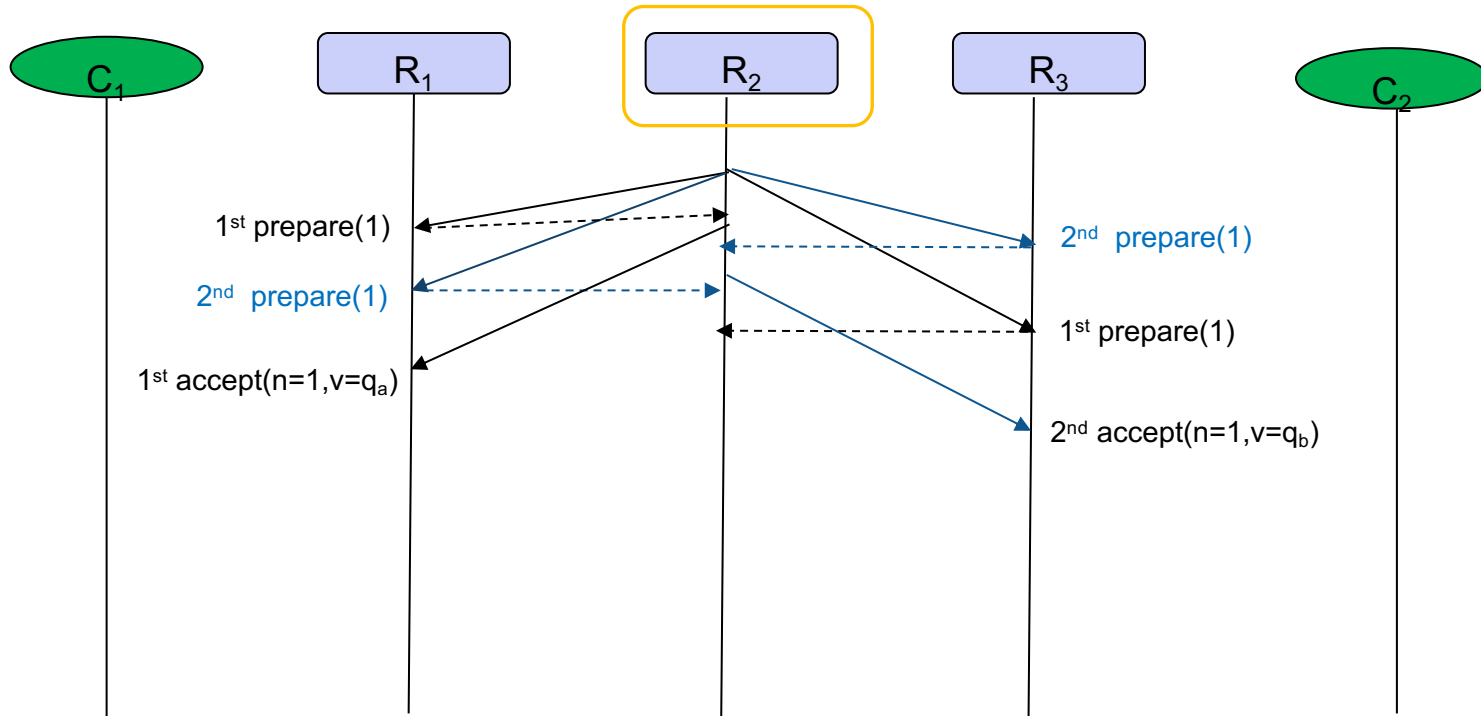 C₁
R₁
R₂
R₃
C₂
1ˢᵗ prepare(1)
2ⁿᵈ prepare(1)
2ⁿᵈ prepare(1)
1ˢᵗ prepare(1)
1ˢᵗ accept(n=1,v=qₐ)
2ⁿᵈ accept(n=1,v=q_b)